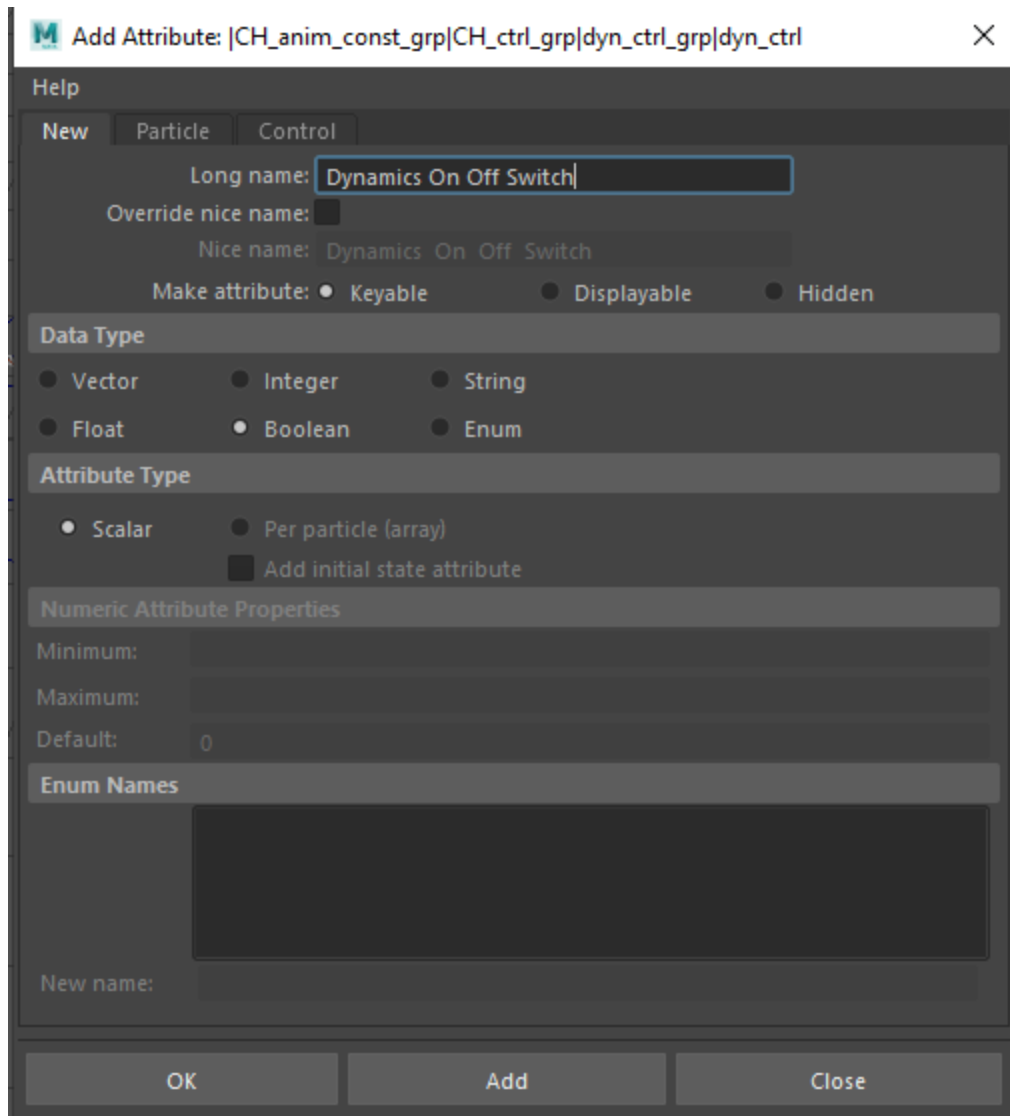 Add Attribute: |CH_anim_const_grp|CH_ctrl_grp|dyn_ctrl_grp|dyn_ctrl
Help
New Particle Control
Long name: Dynamics On Off Switch
Override nice name:
Nice name: Dynamics  On  Off  Switch
Make attribute: Keyable Displayable Hidden
Data Type
Vector Integer String
Float Boolean Enum
Attribute Type
Scalar Per particle (array)
Add initial state attribute
Numeric Attribute Properties
Minimum:
Maximum:
Default: 0
Enum Names
New name:
OK Add Close